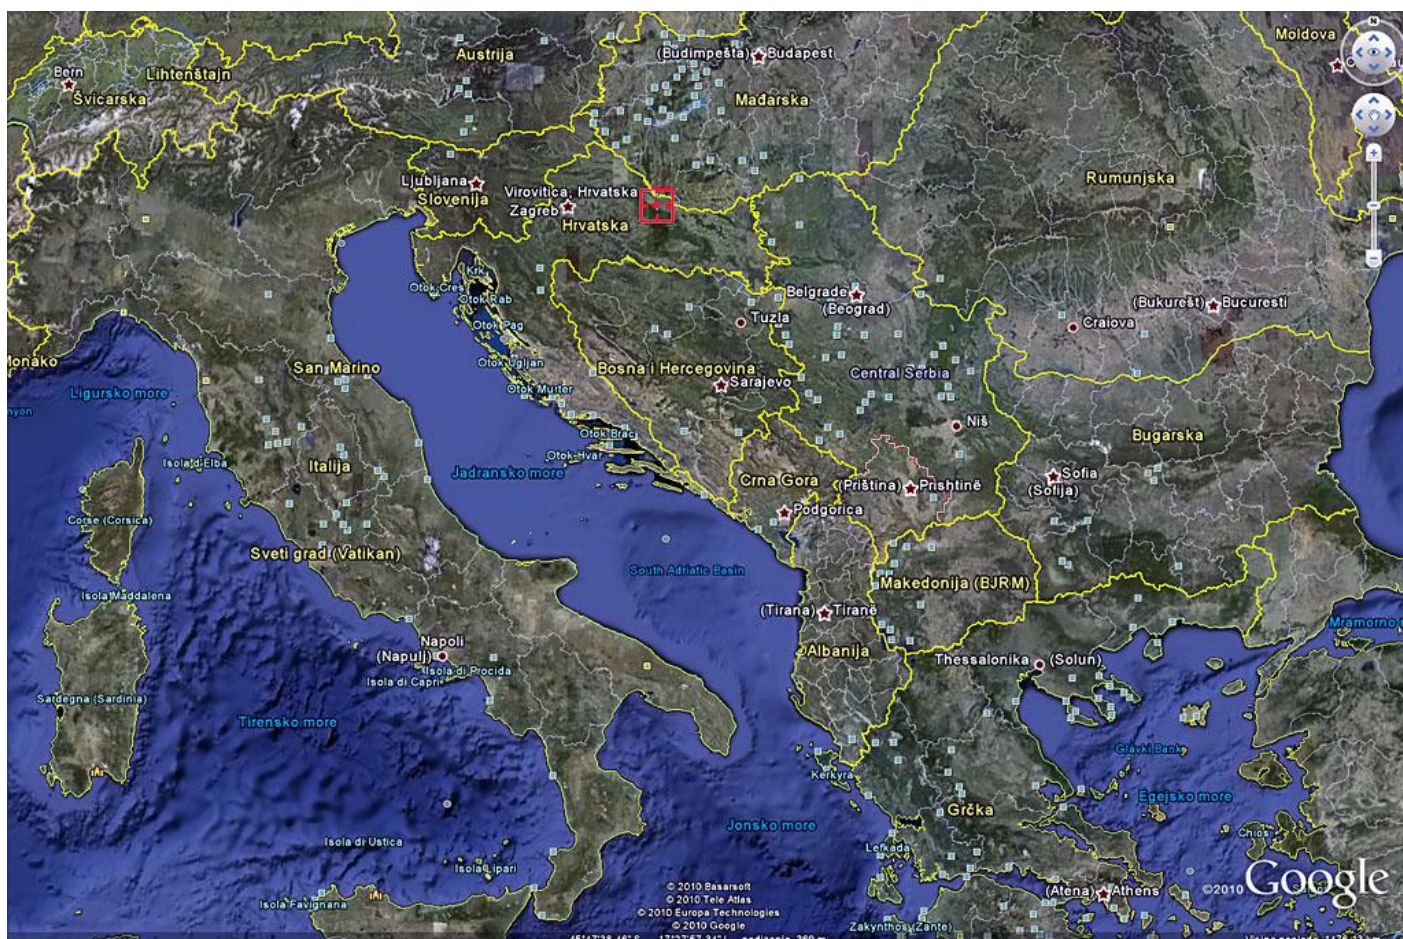 Moldova
N
Austrija
(Budimpešta) Budapest
Bern
Lihtenštajn
Švicarska
Mađarska
Rumunjska
Ljubljana
Slovenija
Virovitica, Hrvatska
Zagreb
Hrvatska
Krk
Otok Cres
Otok Rab
Belgrade
(Beograd)
(Bukurešt) Bucuresti
Otok Pag
Tuzla
Craiova
Monako
San Marino
Otok Ugljan
Bosna i Hercegovina
Central Serbia
Sarajevo
Ligursko more
Otok Murter
nyon
Niš
Otok Brač
Bugarska
Otok Hvar
Isola d'Elba
Italija
Jadransko more
Crna Gora
(Priština) Prishtinë
Sofia
(Sofija)
Podgorica
Corse (Corsica)
Sveti grad (Vatikan)
South Adriatic Basin
Makedonija (BJRM)
Isola Maddalena
(Tirana) Tiranë
Mramorno
Napoli
(Napulj)
Albanija
Thessalonika (Solun)
Isola di Procida
Isola di Capri
Sardegna (Sardinia)
Tirensko more
Glavki Bank
Kerkyra
Egejsko more
Grčka
Jonsko more
Chios
Isola di Ustica
Lefkada
Isola Lipari
© 2010 Basarsoft
© 2010 Tele Atlas
© 2010 Europa Technologies
© 2010 Google
(Atena) Athens
©2010 Google
Isola Favignana
Zakynthos (Zante)